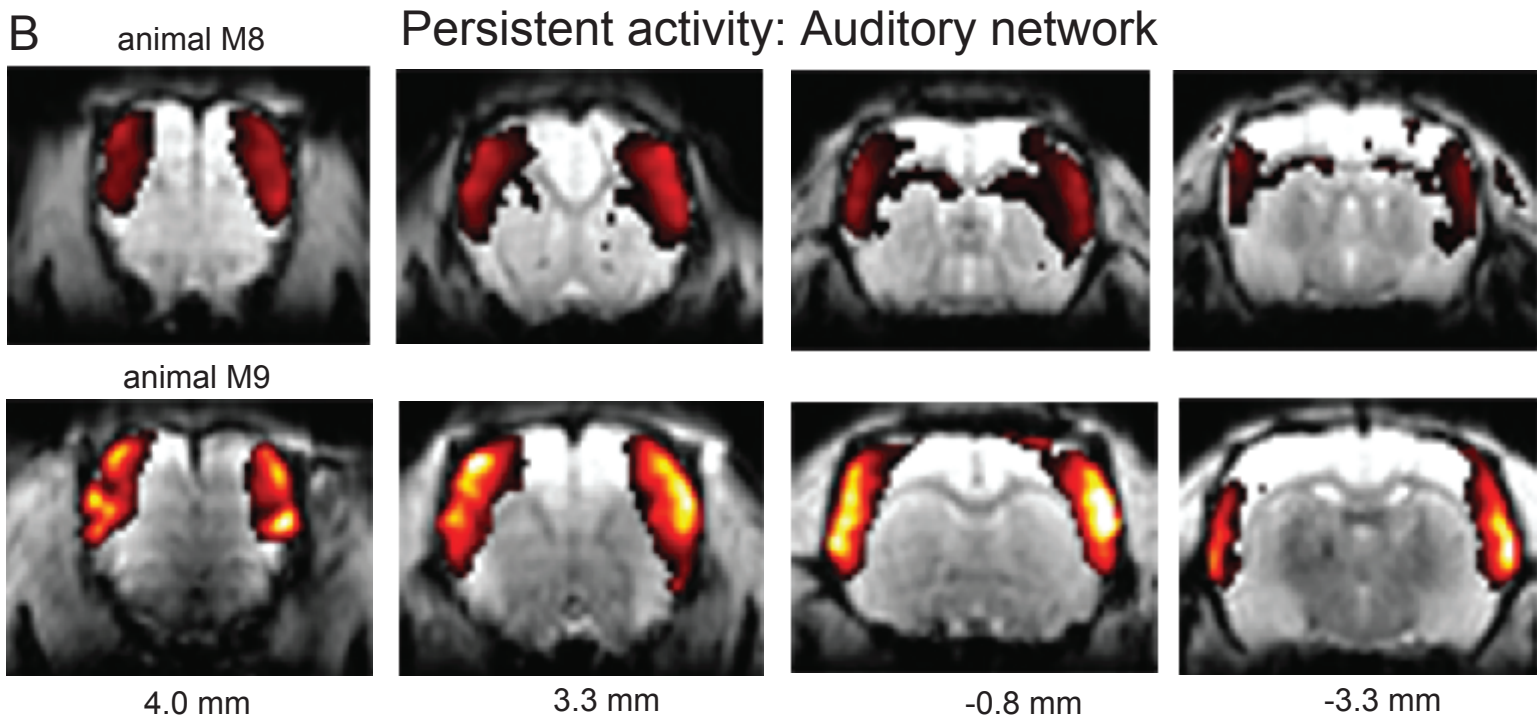 B
animal M8
Persistent activity: Auditory network
animal M9
4.0 mm
3.3 mm
-0.8 mm
-3.3 mm